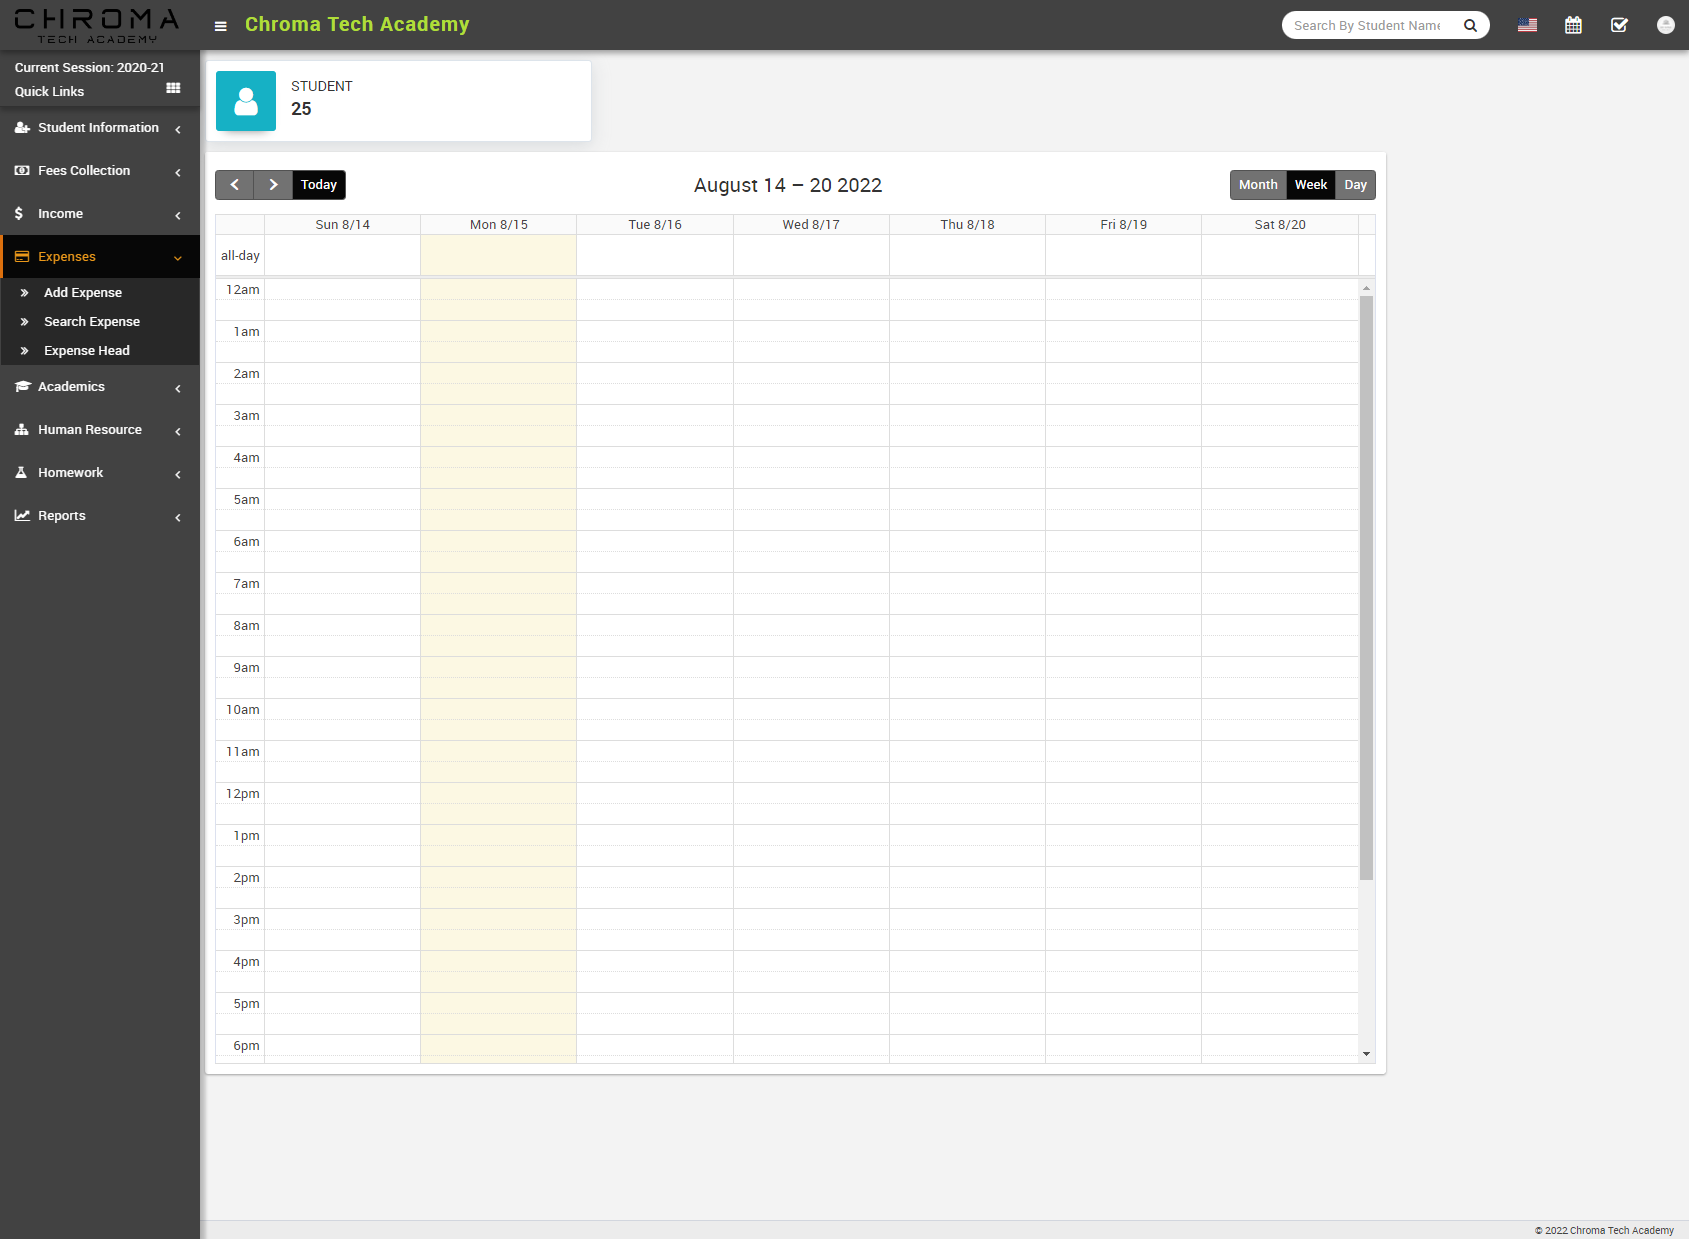 CHROMA
TECH ACADEMY
Chroma Tech Academy
Search By Student Name
Current Session: 2020-21
Quick Links
Student Information
Fees Collection
Income
Expenses
Add Expense
Search Expense
Expense Head
Academics
Human Resource
Homework
Reports
STUDENT
25
Today
August 14 – 20 2022
Month Week Day
Sun 8/14 Mon 8/15 Tue 8/16 Wed 8/17 Thu 8/18 Fri 8/19 Sat 8/20
all-day
12am
1am
2am
3am
4am
5am
6am
7am
8am
9am
10am
11am
12pm
1pm
2pm
3pm
4pm
5pm
6pm
© 2022 Chroma Tech Academy